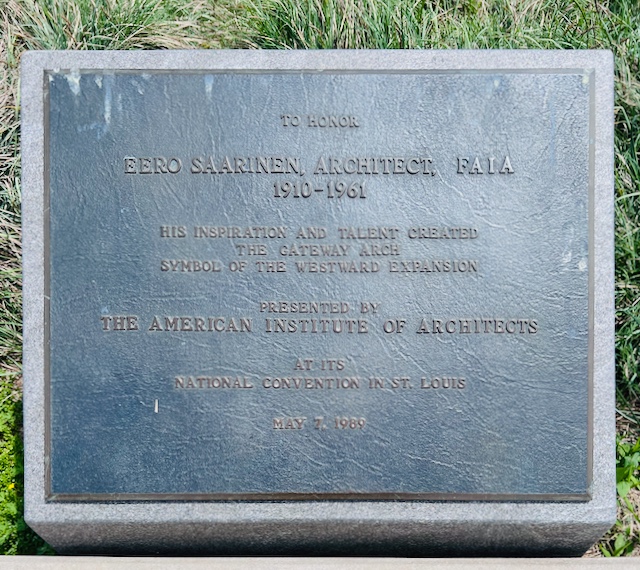 TO HONOR
EERO SAARINEN, ARCHITECT, FAIA
1910-1961
HIS INSPIRATION AND TALENT CREATED
THE GATEWAY ARCH
SYMBOL OF THE WESTWARD EXPANSION
PRESENTED BY
THE AMERICAN INSTITUTE OF ARCHITECTS
AT ITS
NATIONAL CONVENTION IN ST. LOUIS
MAY 7, 1989